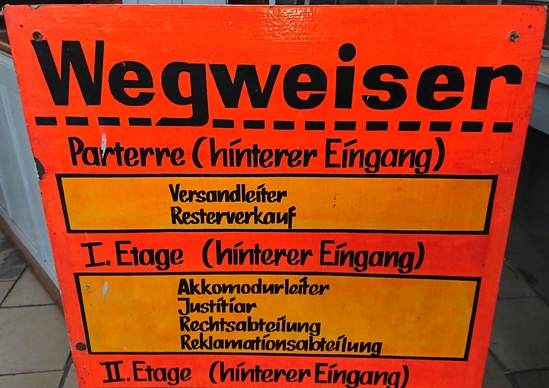 Wegweiser
Parterre (hinterer Eingang)
Versandleiter
Resterverkauf
I. Etage (hinterer Eingang)
Akkomodurleiter
Justitiar
Rechtsabteilung
Reklamationsabteilung
II. Etage (hinterer Eingang)